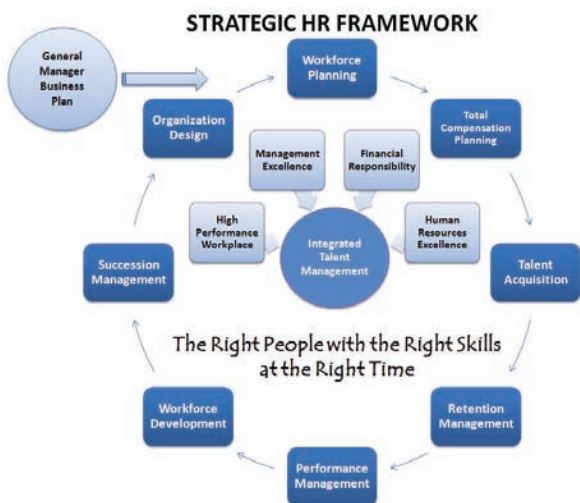 STRATEGIC HR FRAMEWORK
General
Manager
Business
Plan
Workforce
Planning
Organization
Design
Total
Compensation
Planning
Management
Excellence
Financial
Responsibility
High
Performance
Workplace
Integrated
Talent
Management
Human
Resources
Excellence
Succession
Management
Talent
Acquisition
The Right People with the Right Skills
at the Right Time
Workforce
Development
Retention
Management
Performance
Management